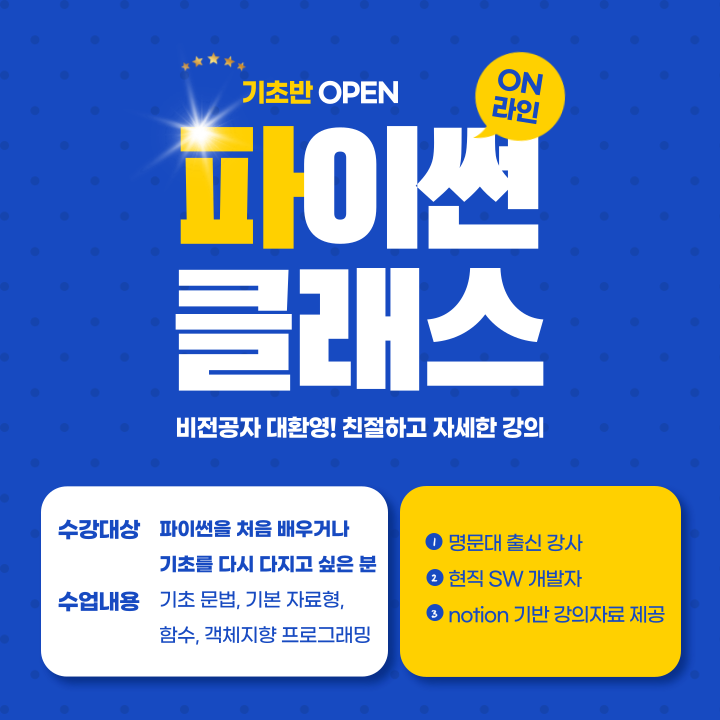 기초반 OPEN
ON
라인
파이썬
클래스
비전공자 대환영! 친절하고 자세한 강의
수강대상 파이썬을 처음 배우거나
기초를 다시 다지고 싶은 분
수업내용 기초 문법, 기본 자료형,
함수, 객체지향 프로그래밍
1 명문대 출신 강사
2 현직 SW 개발자
3 notion 기반 강의자료 제공